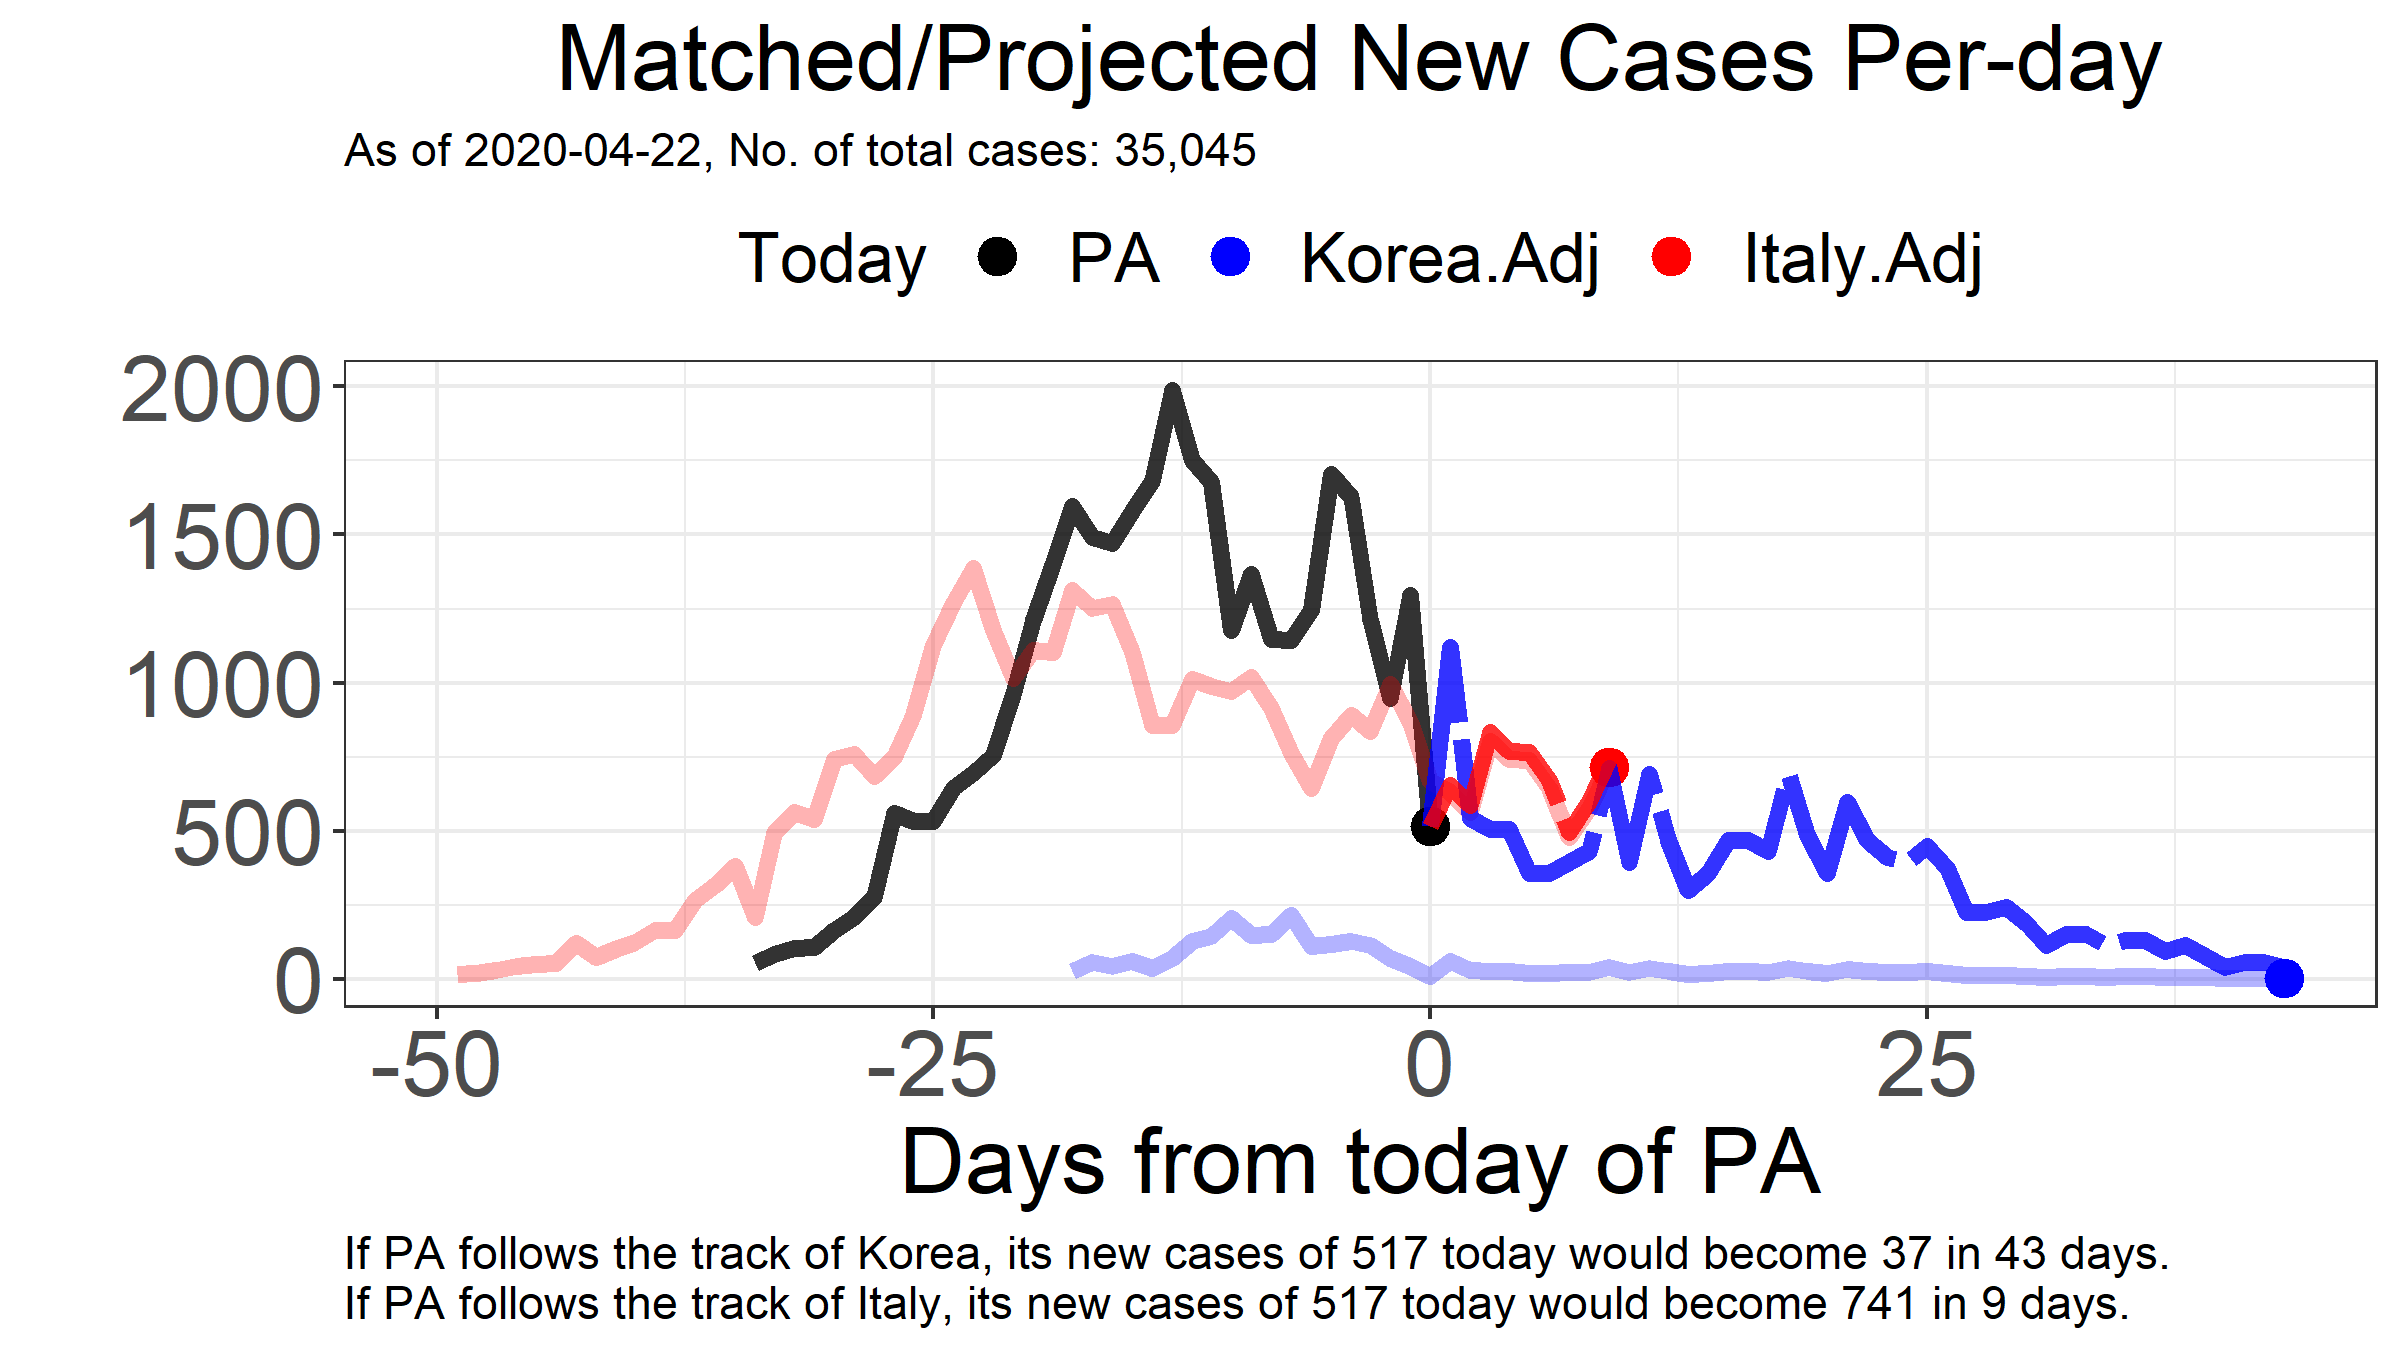 Matched/Projected New Cases Per-day
As of 2020-04-22, No. of total cases: 35,045
Today PA Korea.Adj Italy.Adj
2000
1500
1000
500
0
-50 -25 0 25
Days from today of PA
If PA follows the track of Korea, its new cases of 517 today would become 37 in 43 days.
If PA follows the track of Italy, its new cases of 517 today would become 741 in 9 days.